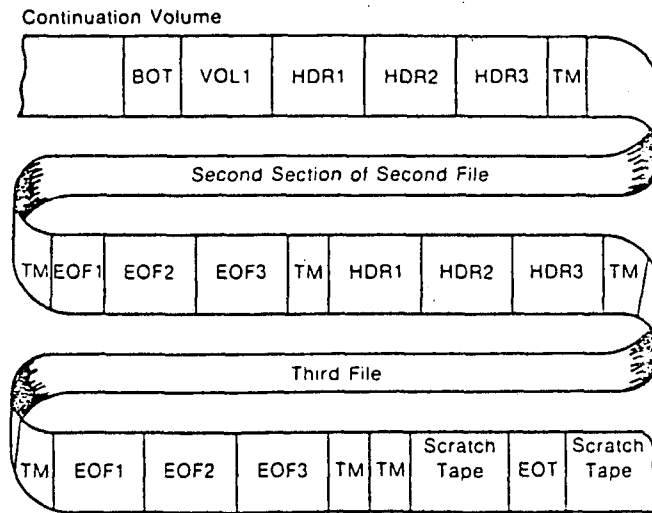 Continuation Volume
BOT VOL1 HDR1 HDR2 HDR3 TM
Second Section of Second File
TM EOF1 EOF2 EOF3 TM HDR1 HDR2 HDR3 TM
Third File
TM EOF1 EOF2 EOF3 TM TM Scratch Tape EOT Scratch Tape